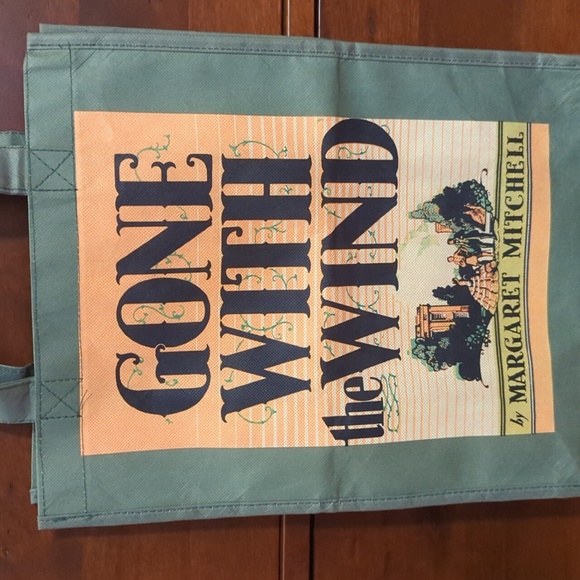 GONE
WITH
the WIND
by MARGARET MITCHELL